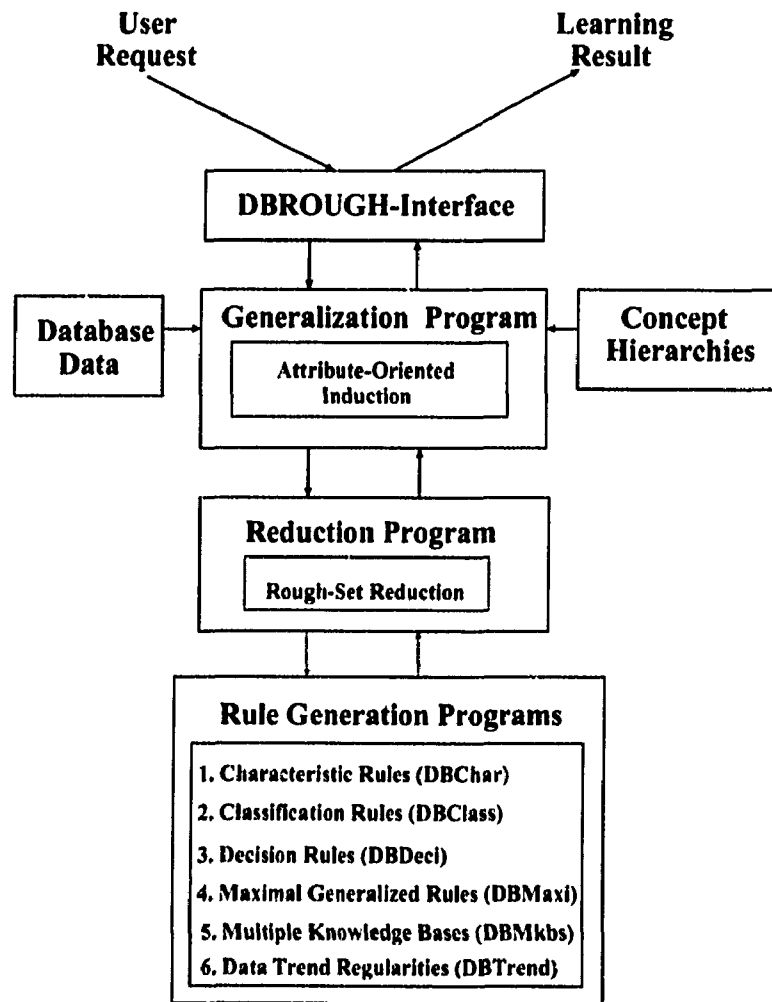 User
Request
Learning
Result
DBROUGH-Interface
Database
Data
Generalization Program
Attribute-Oriented
Induction
Concept
Hierarchies
Reduction Program
Rough-Set Reduction
Rule Generation Programs
1. Characteristic Rules (DBChar)
2. Classification Rules (DBClass)
3. Decision Rules (DBDeci)
4. Maximal Generalized Rules (DBMaxi)
5. Multiple Knowledge Bases (DBMkbs)
6. Data Trend Regularities (DBTrend)